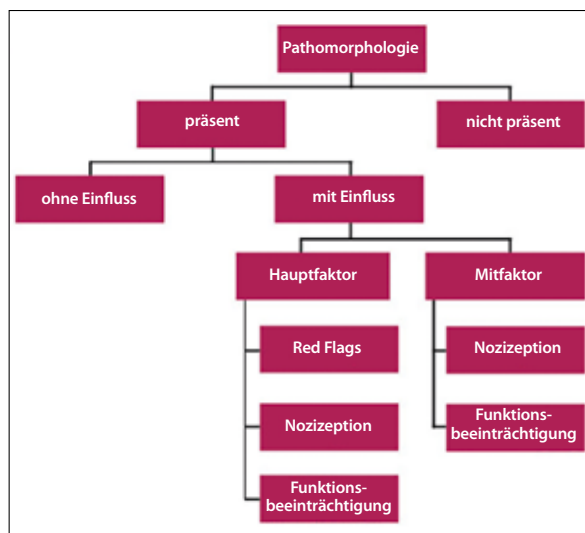 Pathomorphologie
präsent
nicht präsent
ohne Einfluss
mit Einfluss
Hauptfaktor
Mitfaktor
Red Flags
Nozizeption
Nozizeption
Funktions-
beeinträchtigung
Funktions-
beeinträchtigung